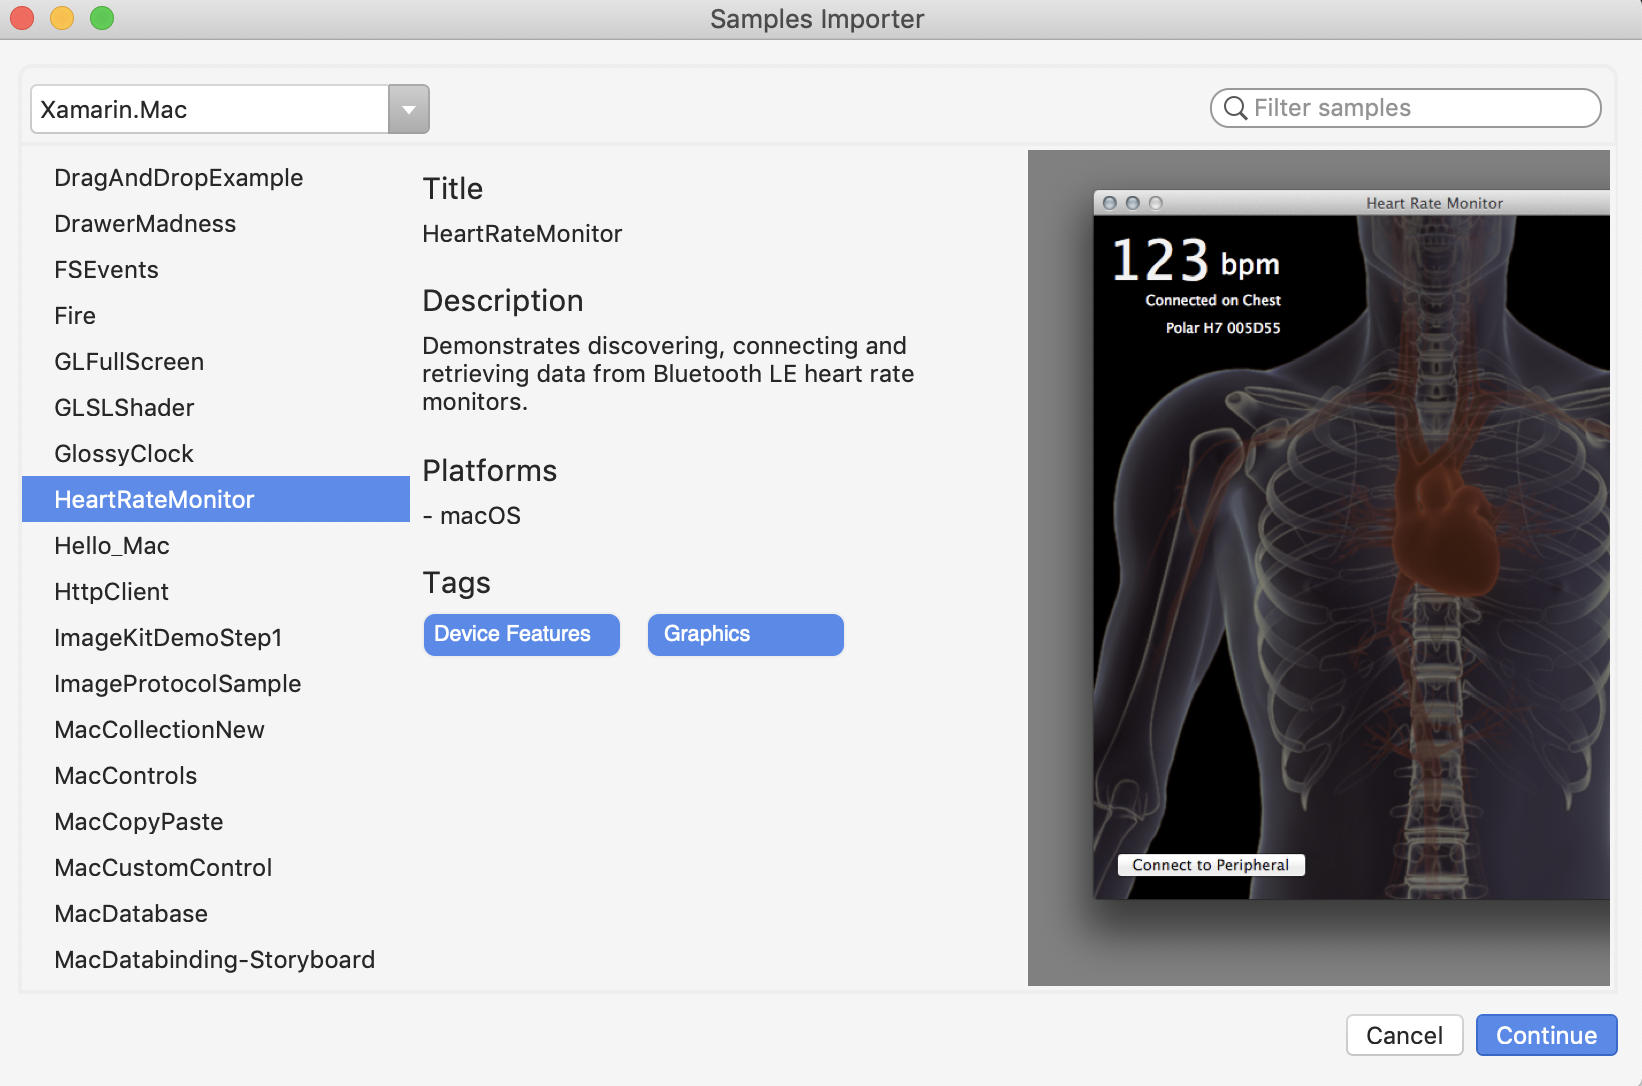 Samples Importer
Xamarin.Mac
Filter samples
DragAndDropExample
DrawerMadness
FSEvents
Fire
GLFullScreen
GLSLShader
GlossyClock
HeartRateMonitor
Hello_Mac
HttpClient
ImageKitDemoStep1
ImageProtocolSample
MacCollectionNew
MacControls
MacCopyPaste
MacCustomControl
MacDatabase
MacDatabinding-Storyboard
Title
HeartRateMonitor
Description
Demonstrates discovering, connecting and
retrieving data from Bluetooth LE heart rate
monitors.
Platforms
- macOS
Tags
Device Features
Graphics
Heart Rate Monitor
123 bpm
Connected on Chest
Polar H7 005D55
Connect to Peripheral
Cancel
Continue